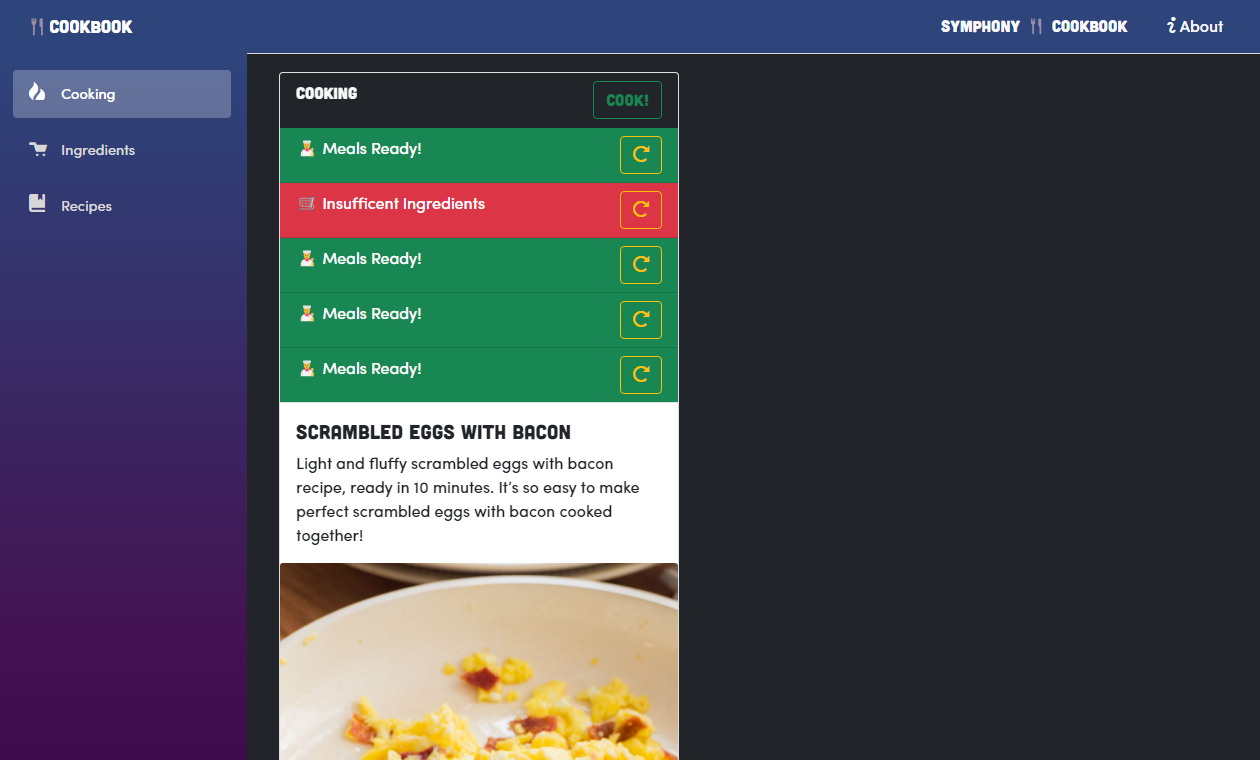 COOKBOOK
SYMPHONY COOKBOOK
About
Cooking
Ingredients
Recipes
COOKING
COOK!
Meals Ready!
Insufficent Ingredients
Meals Ready!
Meals Ready!
Meals Ready!
SCRAMBLED EGGS WITH BACON
Light and fluffy scrambled eggs with bacon
recipe, ready in 10 minutes. It's so easy to make
perfect scrambled eggs with bacon cooked
together!